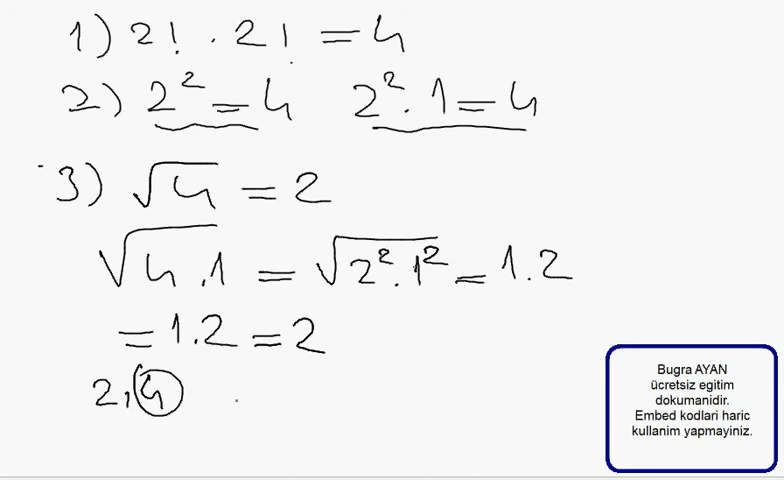 1) 2! · 2! = 4
2) 2² = 4    2² · 1 = 4
3) √4 = 2
√4.1 = √2².1² = 1.2
= 1.2 = 2
2,4
Bugra AYAN
ücretsiz egitim
dokumanidir.
Embed kodlari haric
kullanim yapmayiniz.